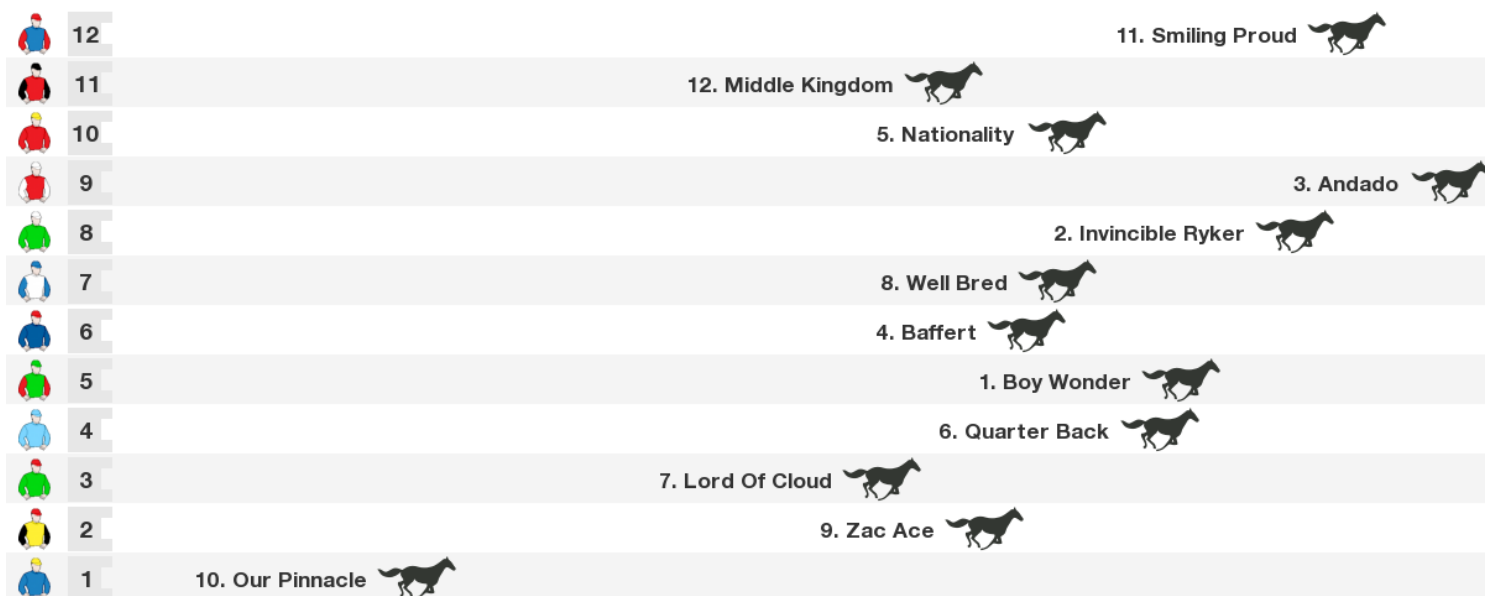 12 11. Smiling Proud
11 12. Middle Kingdom
10 5. Nationality
9 3. Andado
8 2. Invincible Ryker
7 8. Well Bred
6 4. Baffert
5 1. Boy Wonder
4 6. Quarter Back
3 7. Lord Of Cloud
2 9. Zac Ace
1 10. Our Pinnacle